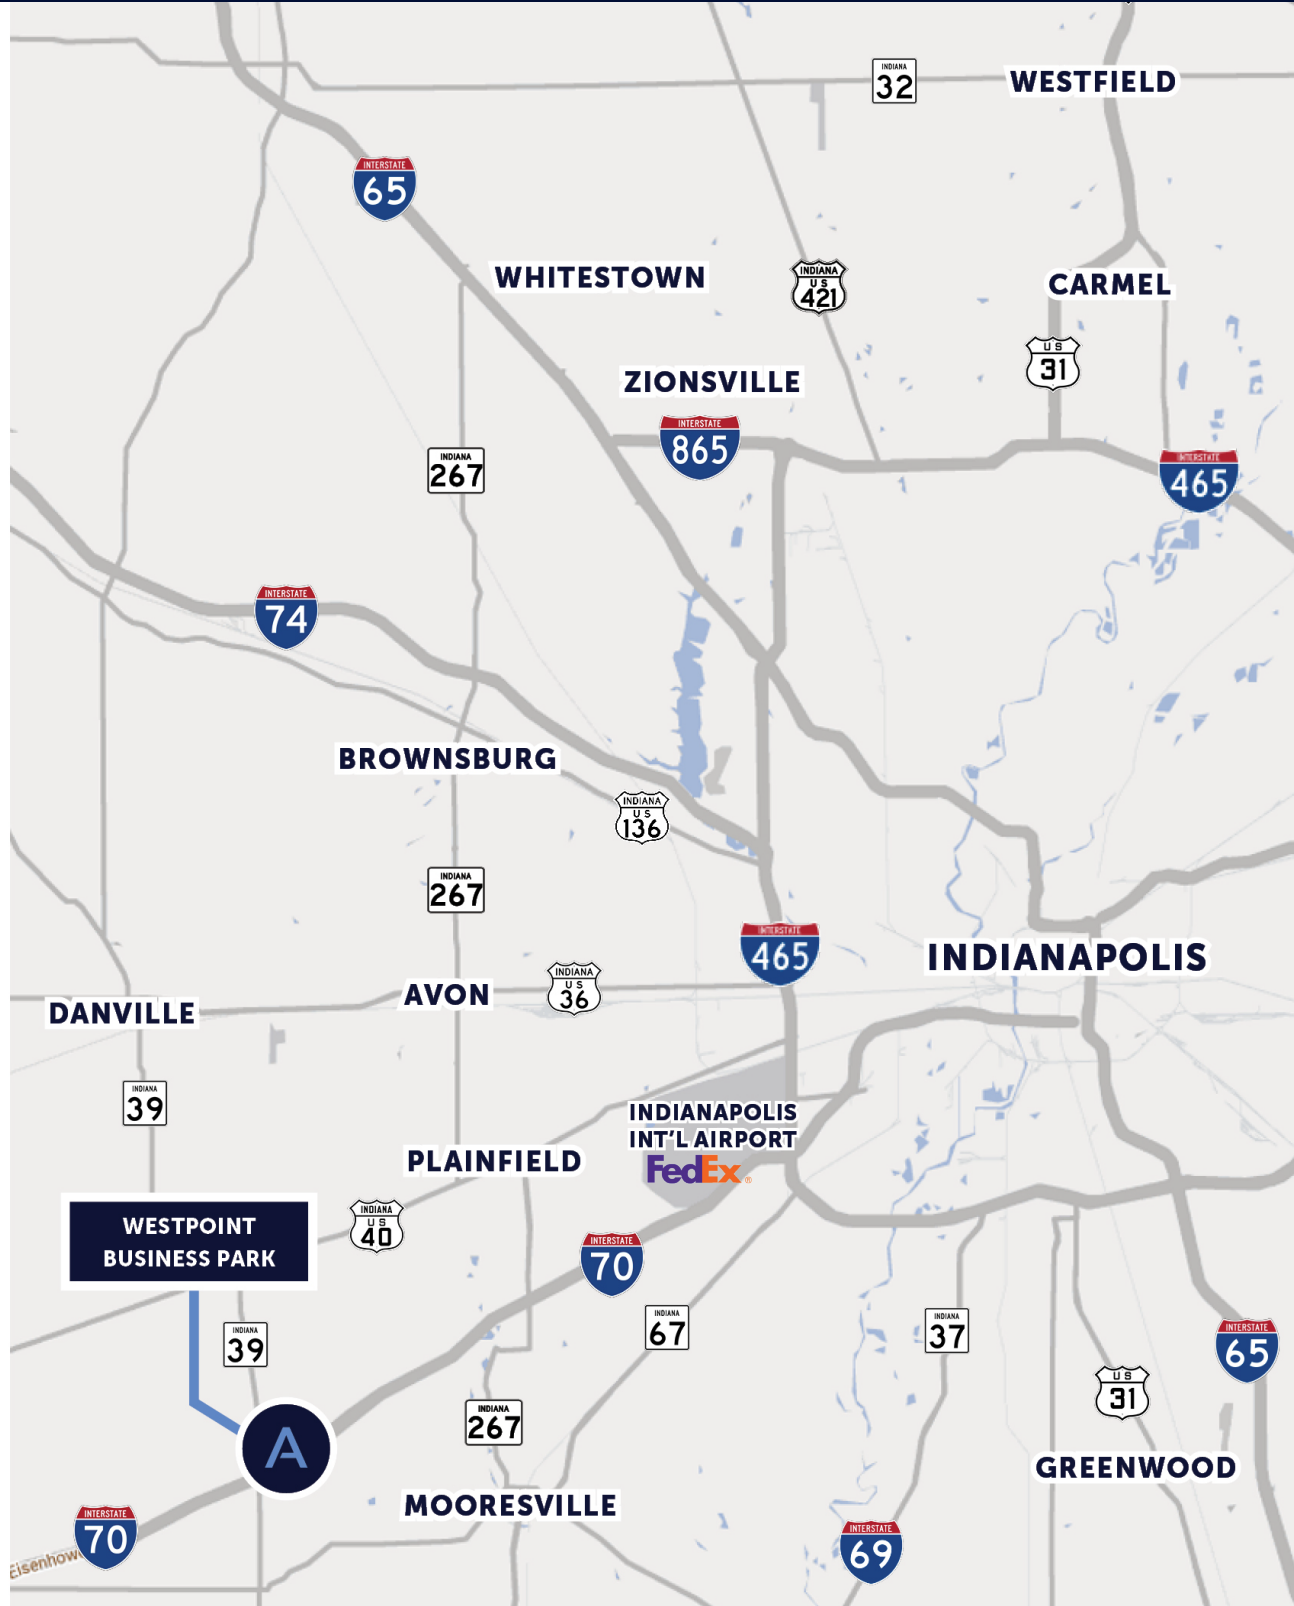 INDIANA
32
WESTFIELD
INTERSTATE
65
WHITESTOWN
INDIANA
US
421
CARMEL
US
31
ZIONSVILLE
INTERSTATE
865
INDIANA
267
INTERSTATE
465
INTERSTATE
74
BROWNSBURG
INDIANA
US
136
INDIANA
267
INTERSTATE
465
INDIANAPOLIS
AVON
INDIANA
US
36
DANVILLE
INDIANA
39
INDIANAPOLIS
INT'L AIRPORT
FedEx®
PLAINFIELD
WESTPOINT
BUSINESS PARK
INDIANA
US
40
INTERSTATE
70
INDIANA
67
INDIANA
37
INDIANA
39
INTERSTATE
65
US
31
INDIANA
267
A
GREENWOOD
MOORESVILLE
INTERSTATE
70
INTERSTATE
69
Eisenhow